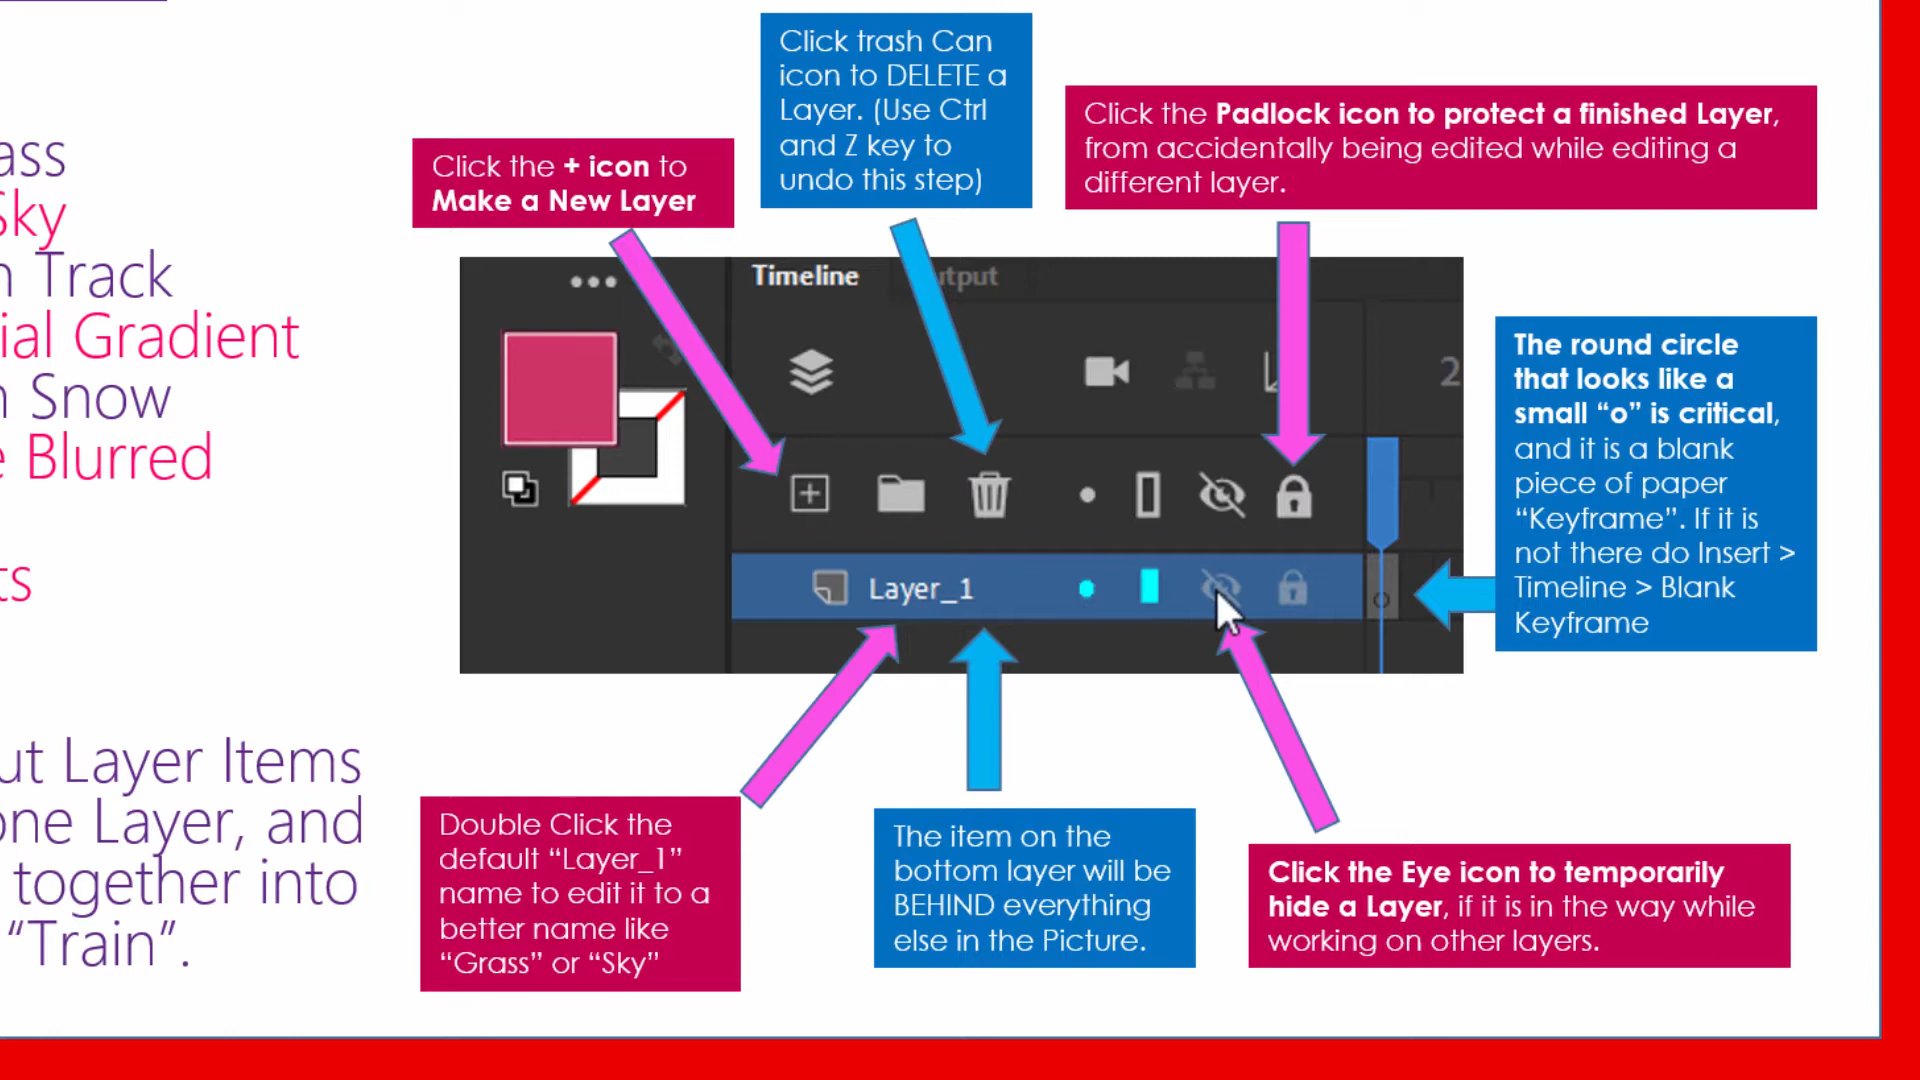 ass
Sky
n Track
ial Gradient
n Snow
e Blurred
ts
ut Layer Items
one Layer, and
together into
“Train”.
Click the + icon to
Make a New Layer
Click trash Can
icon to DELETE a
Layer. (Use Ctrl
and Z key to
undo this step)
Click the Padlock icon to protect a finished Layer,
from accidentally being edited while editing a
different layer.
Timeline
utput
2
Layer_1
The round circle
that looks like a
small “o” is critical,
and it is a blank
piece of paper
“Keyframe”. If it is
not there do Insert >
Timeline > Blank
Keyframe
Double Click the
default “Layer_1”
name to edit it to a
better name like
“Grass” or “Sky”
The item on the
bottom layer will be
BEHIND everything
else in the Picture.
Click the Eye icon to temporarily
hide a Layer, if it is in the way while
working on other layers.